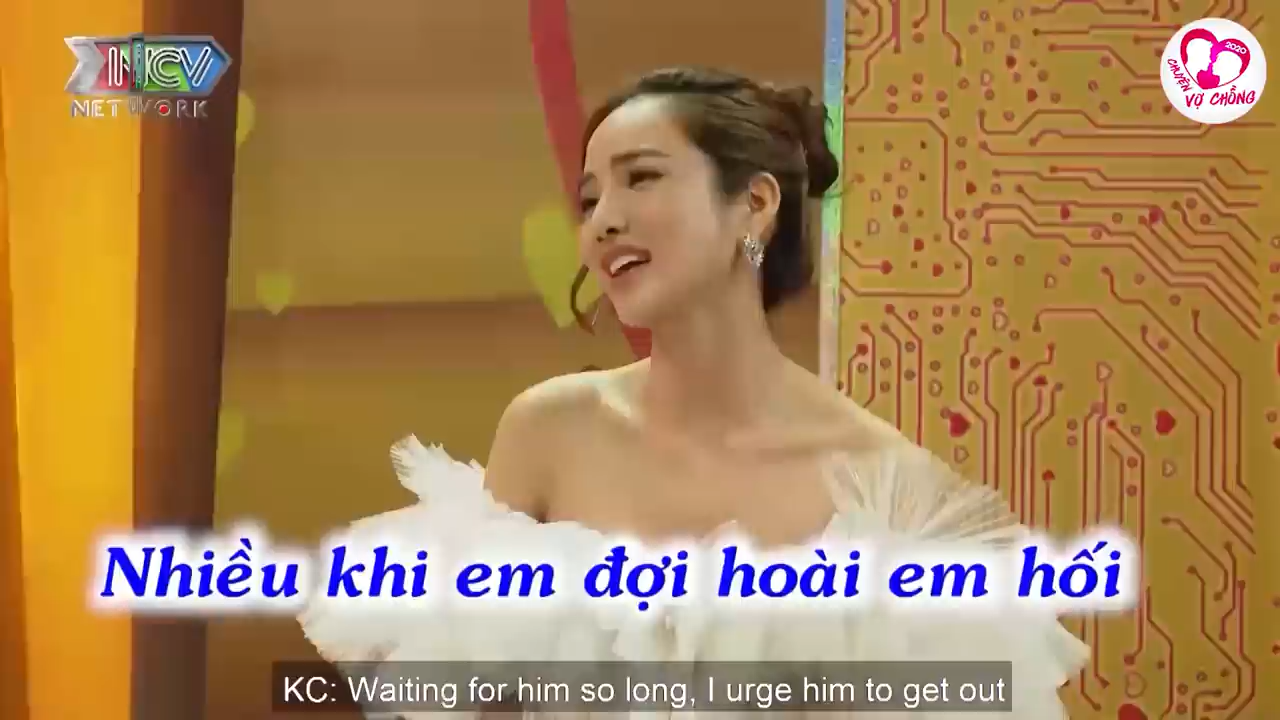 MCV
NETWORK
2020
CHUYỆN
VỢ CHỒNG
Nhiều khi em đợi hoài em hối
KC: Waiting for him so long, I urge him to get out